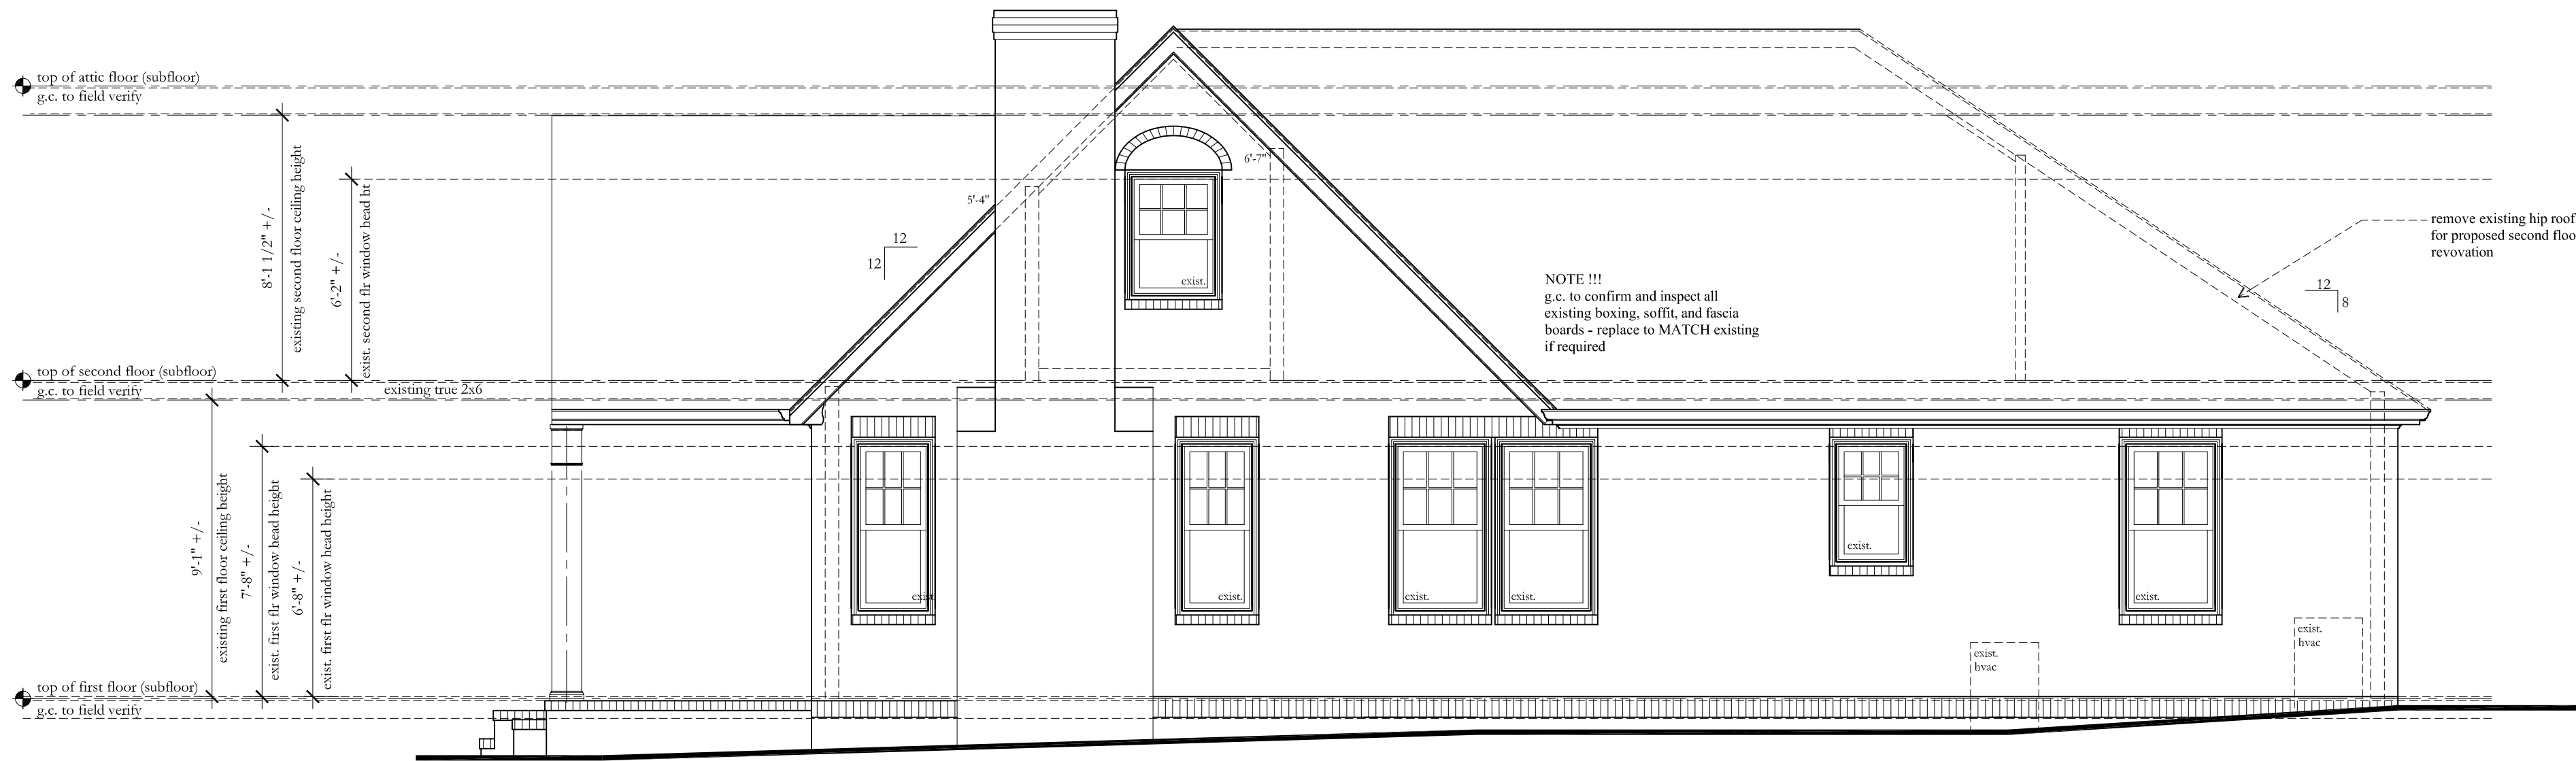 top of attic floor (subfloor)
g.c. to field verify
8'-1 1/2" +/-
existing second floor ceiling height
6'-2" +/-
exist. second flr window head ht
5'-4"
6'-7"
12
12
exist.
NOTE !!!
g.c. to confirm and inspect all
existing boxing, soffit, and fascia
boards - replace to MATCH existing
if required
remove existing hip roof
for proposed second floo
revovation
12
8
top of second floor (subfloor)
g.c. to field verify
existing true 2x6
9'-1" +/-
existing first floor ceiling height
7'-8" +/-
exist. first flr window head height
6'-8" +/-
exist. first flr window head height
exist.
exist.
exist.
exist.
exist.
exist.
exist.
hvac
exist.
hvac
top of first floor (subfloor)
g.c. to field verify